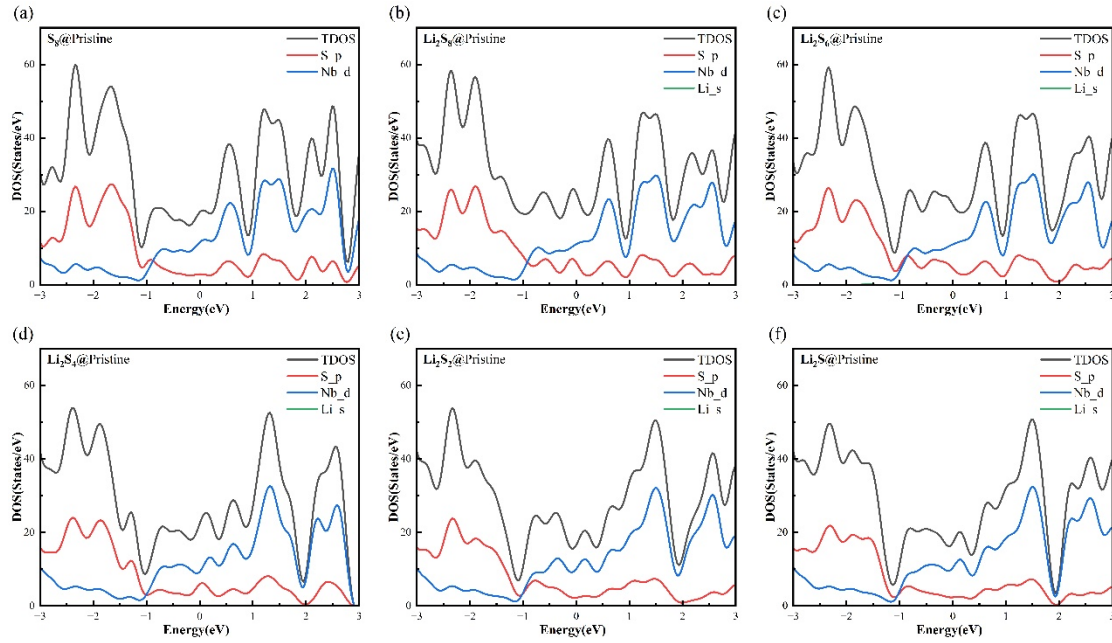 (a)
S₈@Pristine
TDOS
S_p
Nb_d
60
40
20
0
DOS(States/eV)
−3 −2 −1 0 1 2 3
Energy(eV)
(b)
Li₂S₈@Pristine
TDOS
S_p
Nb_d
Li_s
60
40
20
0
DOS(States/eV)
−3 −2 −1 0 1 2 3
Energy(eV)
(c)
Li₂S₆@Pristine
TDOS
S_p
Nb_d
Li_s
60
40
20
0
DOS(States/eV)
−3 −2 −1 0 1 2 3
Energy(eV)
(d)
Li₂S₄@Pristine
TDOS
S_p
Nb_d
Li_s
60
40
20
0
DOS(States/eV)
−3 −2 −1 0 1 2 3
Energy(eV)
(e)
Li₂S₂@Pristine
TDOS
S_p
Nb_d
Li_s
60
40
20
0
DOS(States/eV)
−3 −2 −1 0 1 2 3
Energy(eV)
(f)
Li₂S@Pristine
TDOS
S_p
Nb_d
Li_s
60
40
20
0
DOS(States/eV)
−3 −2 −1 0 1 2 3
Energy(eV)